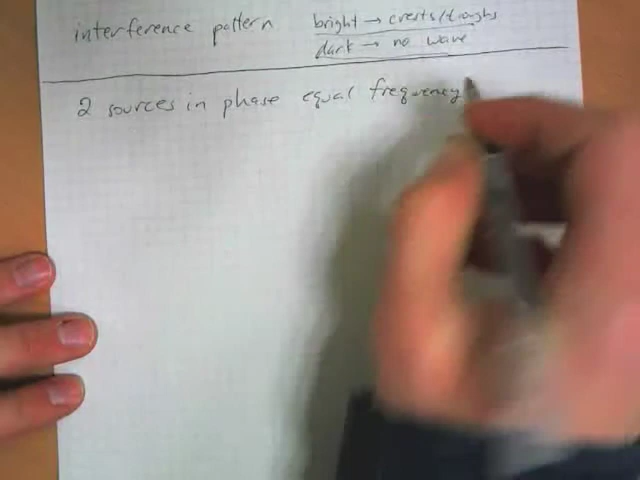 interference pattern bright → crests/troughs
dark → no wave
2 sources in phase equal frequency